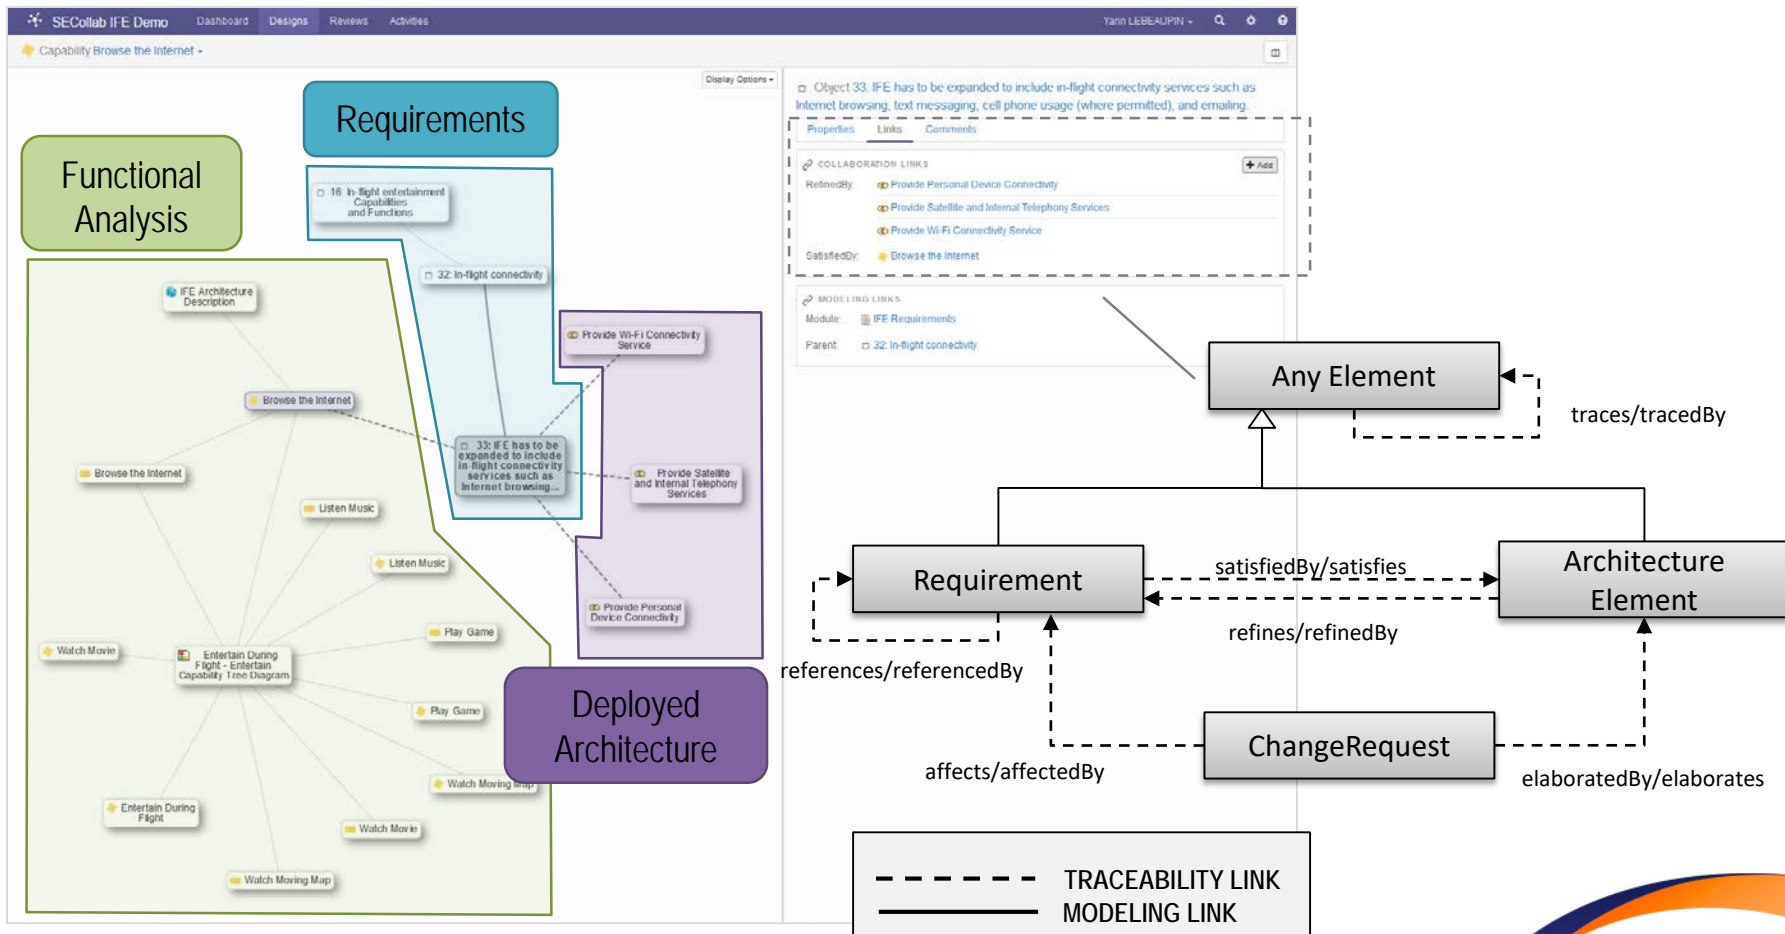 SECollab IFE Demo Dashboard Designs Reviews Activities Yann LEBEAUPIN
Capability Browse the Internet
Display Options
Requirements
Functional
Analysis
16: In-flight entertainment
Capabilities
and Functions
32: In-flight connectivity
IFE Architecture
Description
Provide Wi-Fi Connectivity
Service
Browse the Internet
33: IFE has to be
expanded to include
in-flight connectivity
services such as
Internet browsing...
Provide Satellite
and Internal Telephony
Services
Browse the Internet
Listen Music
Listen Music
Provide Personal
Device Connectivity
Play Game
Watch Movie
Entertain During
Flight - Entertain
Capability Tree Diagram
Play Game
Deployed
Architecture
Watch Moving Map
Entertain During
Flight
Watch Movie
Watch Moving Map
Object 33: IFE has to be expanded to include in-flight connectivity services such as
Internet browsing, text messaging, cell phone usage (where permitted), and emailing.
Properties Links Comments
COLLABORATION LINKS
Add
RefinedBy: Provide Personal Device Connectivity
Provide Satellite and Internal Telephony Services
Provide Wi-Fi Connectivity Service
SatisfiedBy: Browse the Internet
MODELING LINKS
Module: IFE Requirements
Parent: 32: In-flight connectivity
Any Element
traces/tracedBy
Requirement
satisfiedBy/satisfies
Architecture
Element
refines/refinedBy
references/referencedBy
ChangeRequest
affects/affectedBy
elaboratedBy/elaborates
TRACEABILITY LINK
MODELING LINK